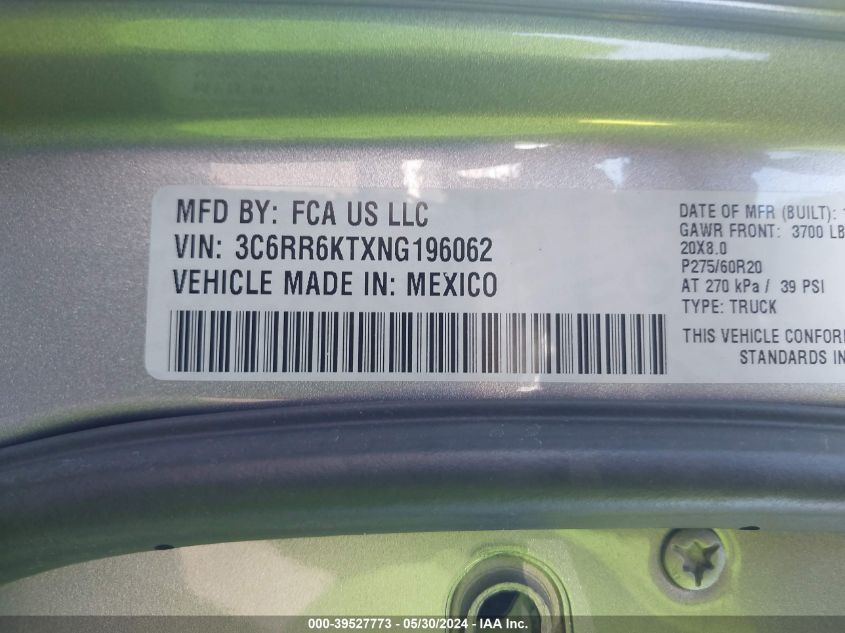 MFD BY: FCA US LLC
VIN: 3C6RR6KTXNG196062
VEHICLE MADE IN: MEXICO
DATE OF MFR (BUILT): 1
GAWR FRONT: 3700 LB
20X8.0
P275/60R20
AT 270 kPa / 39 PSI
TYPE: TRUCK
THIS VEHICLE CONFOR
STANDARDS IN
000-39527773 - 05/30/2024 - IAA Inc.